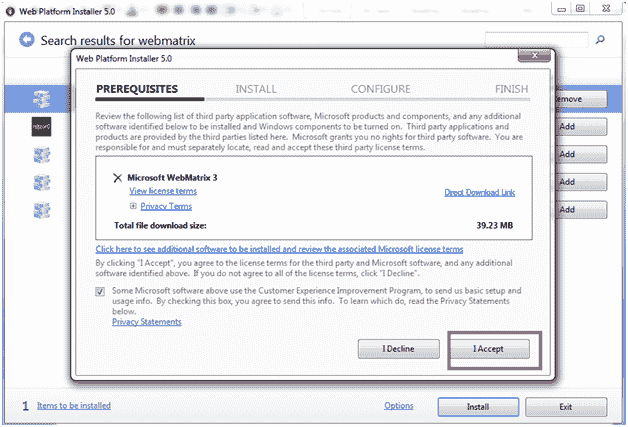 Web Platform Installer 5.0
Search results for webmatrix
Web Platform Installer 5.0
PREREQUISITES INSTALL CONFIGURE FINISH
Review the following list of third party application software, Microsoft products and components, and any additional
software identified below to be installed and Windows components to be turned on. Third party applications and
products are provided by the third parties listed here. Microsoft grants you no rights for third party software. You are
responsible for and must separately locate, read and accept these third party license terms.
Microsoft WebMatrix 3
View license terms Direct Download Link
Privacy Terms
Total file download size: 39.23 MB
Click here to see additional software to be installed and review the associated Microsoft license terms
By clicking "I Accept", you agree to the license terms for the third party and Microsoft software, and any additional
software identified above. If you do not agree to all of the license terms, click "I Decline".
Some Microsoft software above use the Customer Experience Improvement Program, to send us basic setup and
usage info. By checking this box, you agree to send this info. To learn which do, read the Privacy Statements
below.
Privacy Statements
I Decline I Accept
emove
Add
Add
Add
Add
1 Items to be installed Options Install Exit